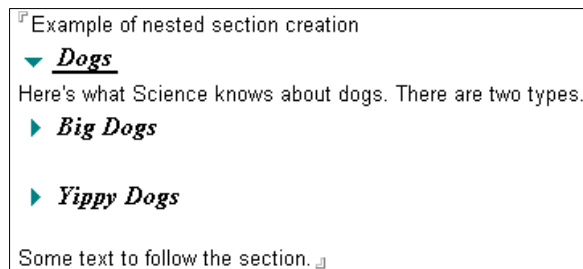 Example of nested section creation
Dogs
Here's what Science knows about dogs. There are two types.
Big Dogs
Yippy Dogs
Some text to follow the section.